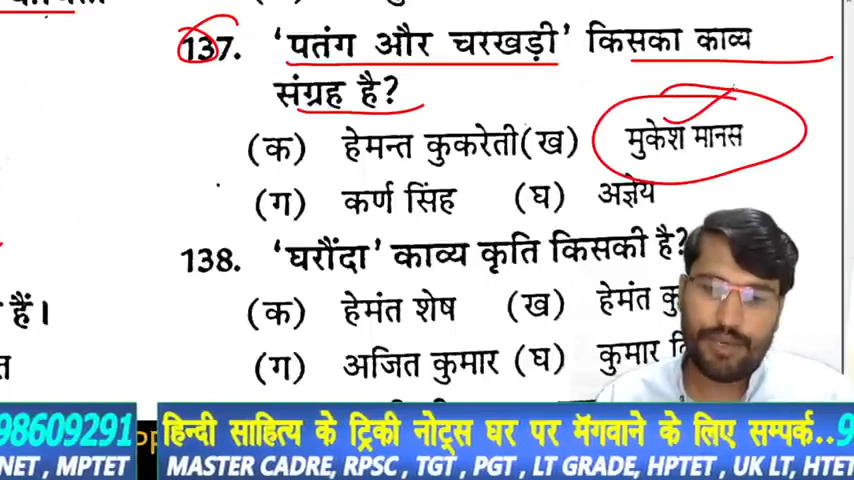 137. 'पतंग और चरखड़ी' किसका काव्य
संग्रह है?
(क) हेमन्त कुकरेती (ख) मुकेश मानस
(ग) कर्ण सिंह (घ) अज्ञेय
138. 'घरौंदा' काव्य कृति किसकी है?
(क) हेमंत शेष (ख) हेमंत
हैं।
(ग) अजित कुमार (घ) कुमार
98609291 हिन्दी साहित्य के ट्रिकी नोट्स घर पर मॅगवाने के लिए सम्पर्क..9
NET, MPTET MASTER CADRE, RPSC, TGT, PGT, LT GRADE, HPTET, UK LT, HTET